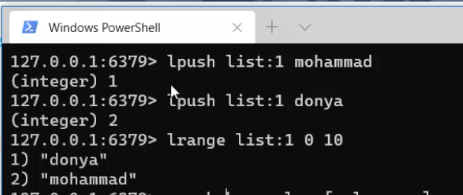 Windows PowerShell
127.0.0.1:6379> lpush list:1 mohammad
(integer) 1
127.0.0.1:6379> lpush list:1 donya
(integer) 2
127.0.0.1:6379> lrange list:1 0 10
1) "donya"
2) "mohammad"